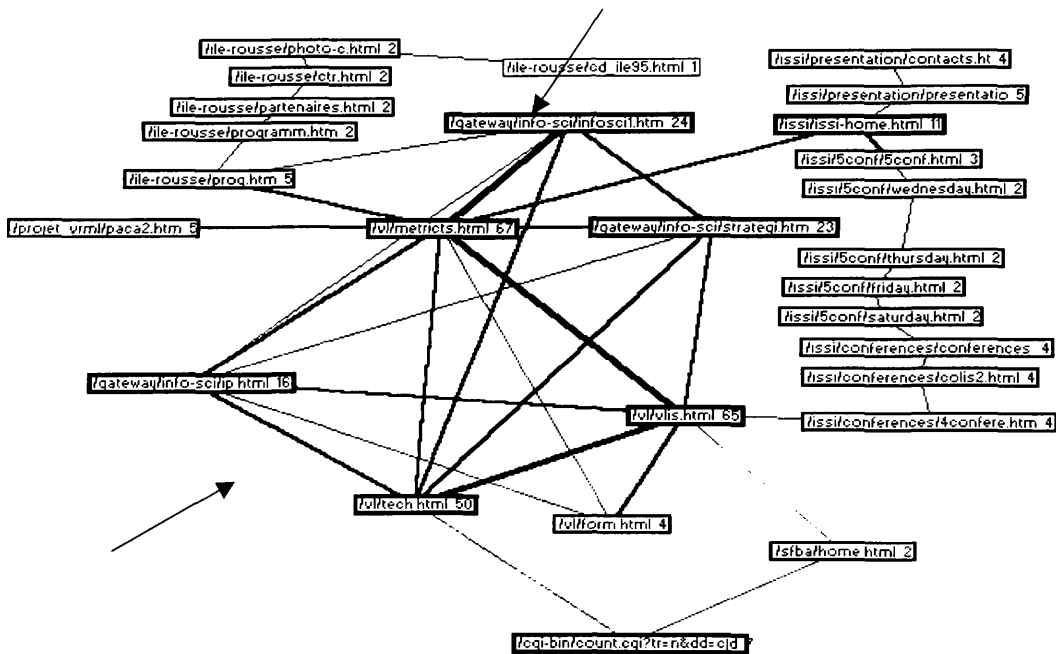 /ile-rousse/photo-c.html 2
/ile-rousse/cd_ile95.html 1
/issi/presentation/contacts.ht 4
/ile-rousse/ctr.html 2
/issi/presentation/presentatio 5
/ile-rousse/partenaires.html 2
/ile-rousse/programm.htm 2
/gateway/info-sci/infosci1.htm 24
/issi/issi-home.html 11
/issi/5conf/5conf.html 3
/ile-rousse/prog.htm 5
/issi/5conf/wednesday.html 2
/projet_vrml/paca2.htm 5
/vl/metricts.html 67
/gateway/info-sci/strategi.htm 23
/issi/5conf/thursday.html 2
/issi/5conf/friday.html 2
/issi/5conf/saturday.html 2
/issi/conferences/conferences 4
/issi/conferences/colis2.html 4
/gateway/info-sci/ip.html 16
/vl/vlis.html 65
/issi/conferences/4confere.htm 4
/vl/tech.html 50
/vl/form.html 4
/sfba/home.html 2
/cgi-bin/count.cgi?tr=n&dd=c|d